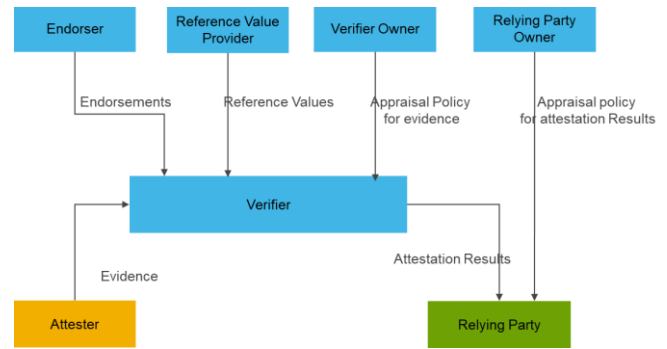 Endorser
Reference Value
Provider
Verifier Owner
Relying Party
Owner
Endorsements
Reference Values
Appraisal Policy
for evidence
Appraisal policy
for attestation Results
Verifier
Attestation Results
Evidence
Attester
Relying Party